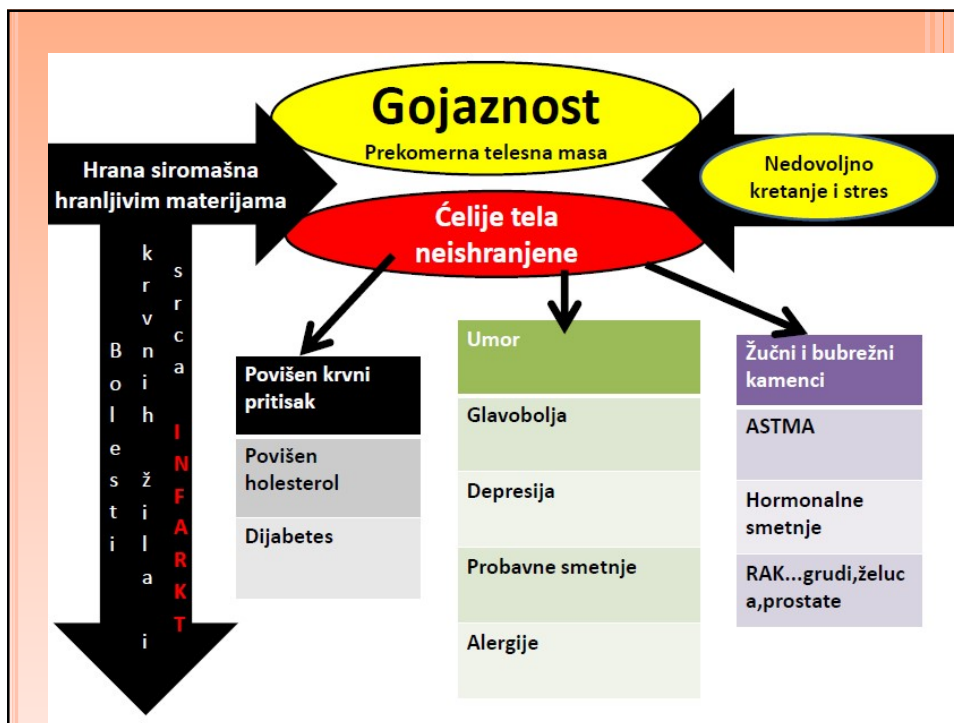 Gojaznost
Prekomerna telesna masa
Hrana siromašna
hranljivim materijama
Nedovoljno
kretanje i stres
Ćelije tela
neishranjene
Bolesti
krvnih žila i
srca INFARKT
Povišen krvni
pritisak
Povišen
holesterol
Dijabetes
Umor
Glavobolja
Depresija
Probavne smetnje
Alergije
Žučni i bubrežni
kamenci
ASTMA
Hormonalne
smetnje
RAK...grudi,želuc
a,prostate